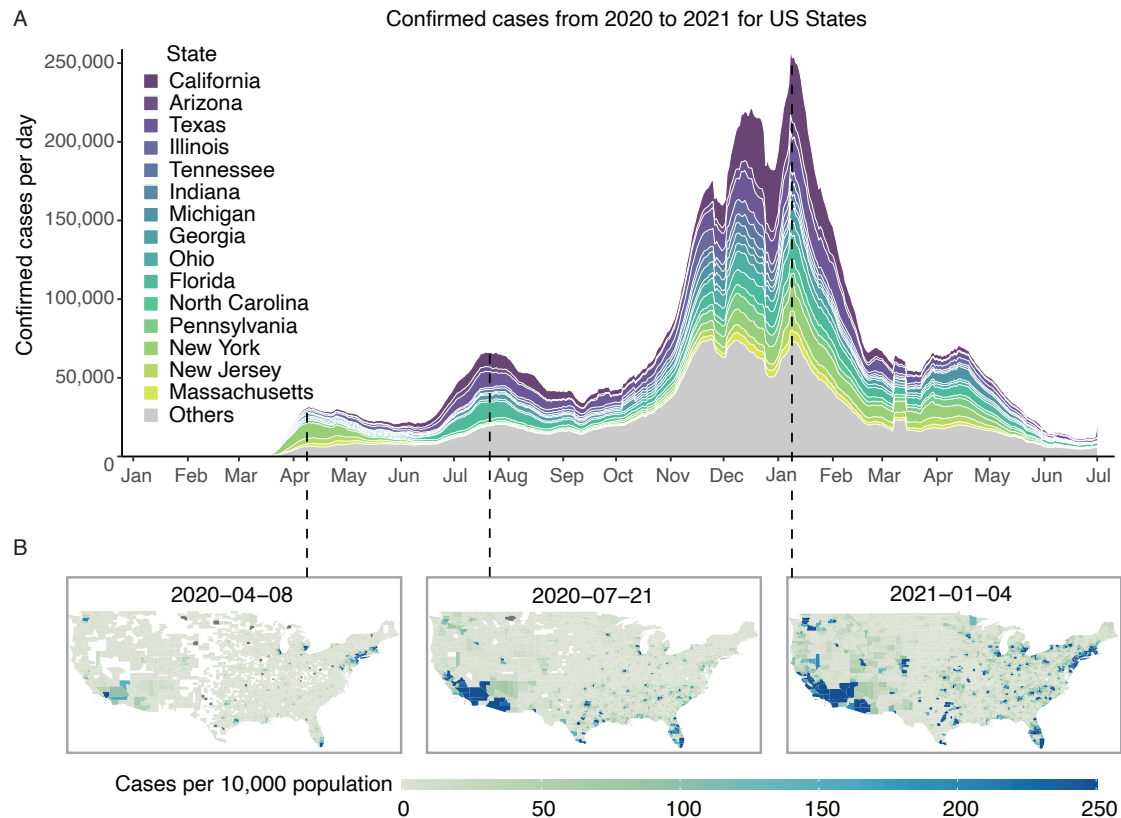 A
Confirmed cases from 2020 to 2021 for US States
Confirmed cases per day
250,000
200,000
150,000
100,000
50,000
0
State
California
Arizona
Texas
Illinois
Tennessee
Indiana
Michigan
Georgia
Ohio
Florida
North Carolina
Pennsylvania
New York
New Jersey
Massachusetts
Others
Jan Feb Mar Apr May Jun Jul Aug Sep Oct Nov Dec Jan Feb Mar Apr May Jun Jul
B
2020–04–08
2020–07–21
2021–01–04
Cases per 10,000 population
0 50 100 150 200 250